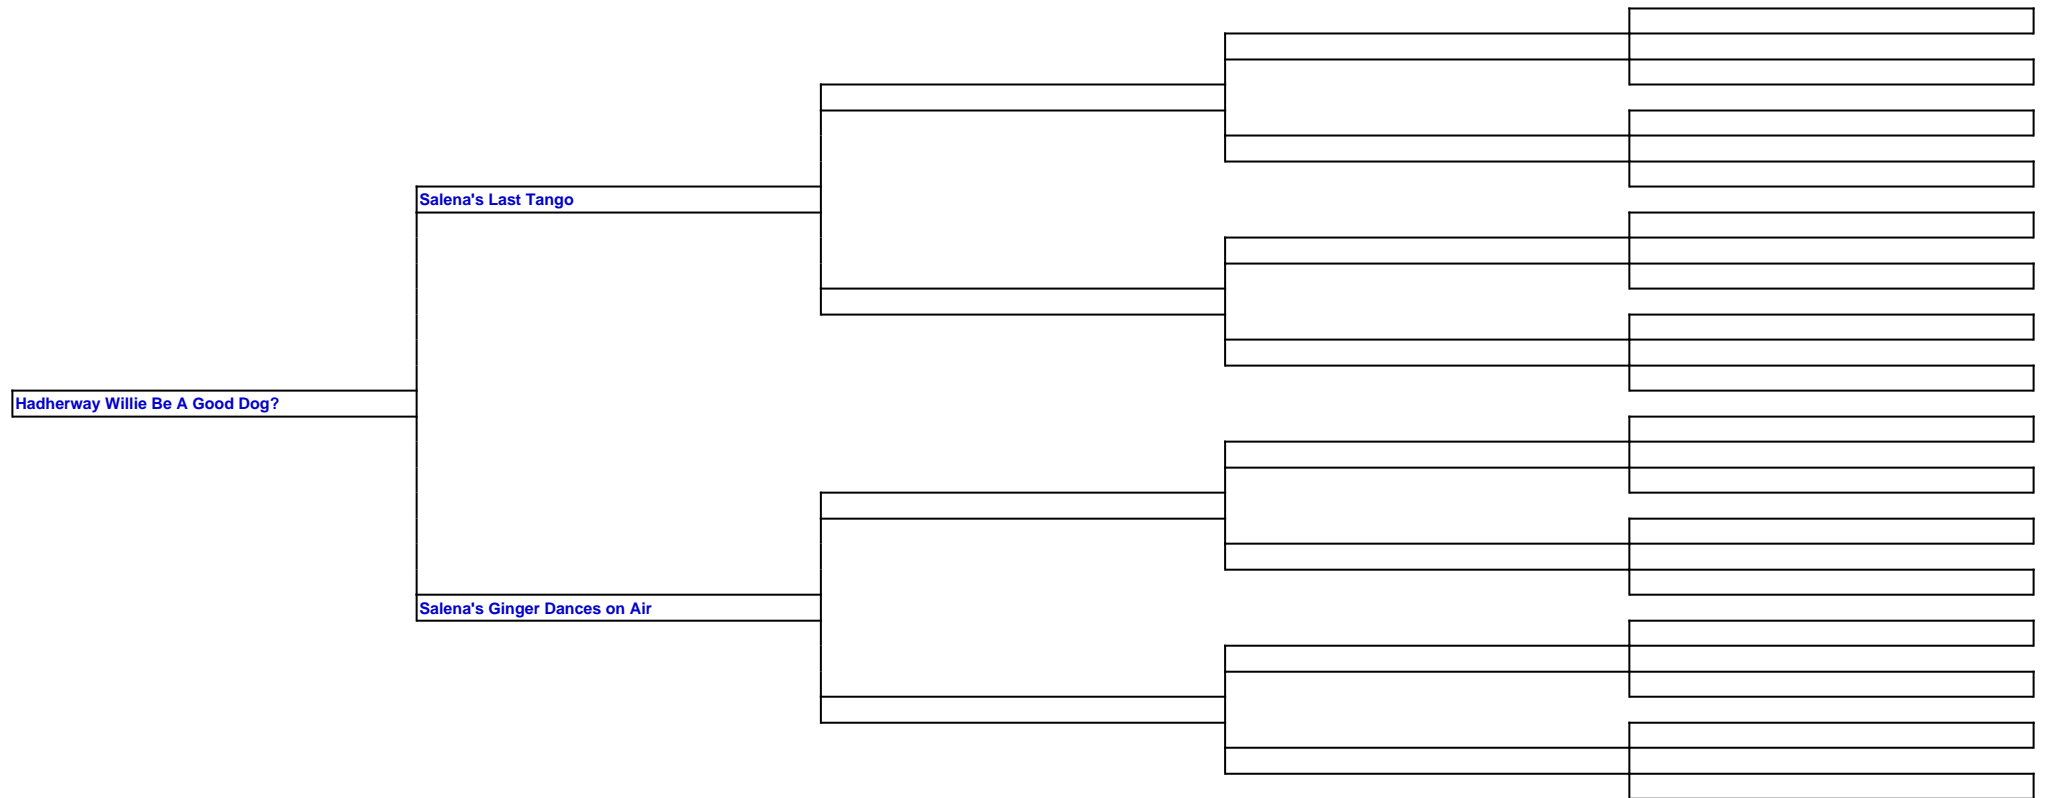 Salena's Last Tango
Hadherway Willie Be A Good Dog?
Salena's Ginger Dances on Air